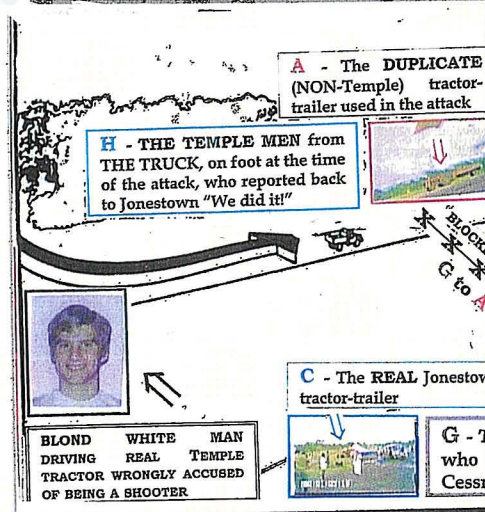 A - The DUPLICATE
(NON-Temple) tractor-
trailer used in the attack
H - THE TEMPLE MEN from
THE TRUCK, on foot at the time
of the attack, who reported back
to Jonestown "We did it!"
"BLOCK
X X X
G to A
C - The REAL Jonestow
tractor-trailer
BLOND WHITE MAN
DRIVING REAL TEMPLE
TRACTOR WRONGLY ACCUSED
OF BEING A SHOOTER
G - T
who
Cessn